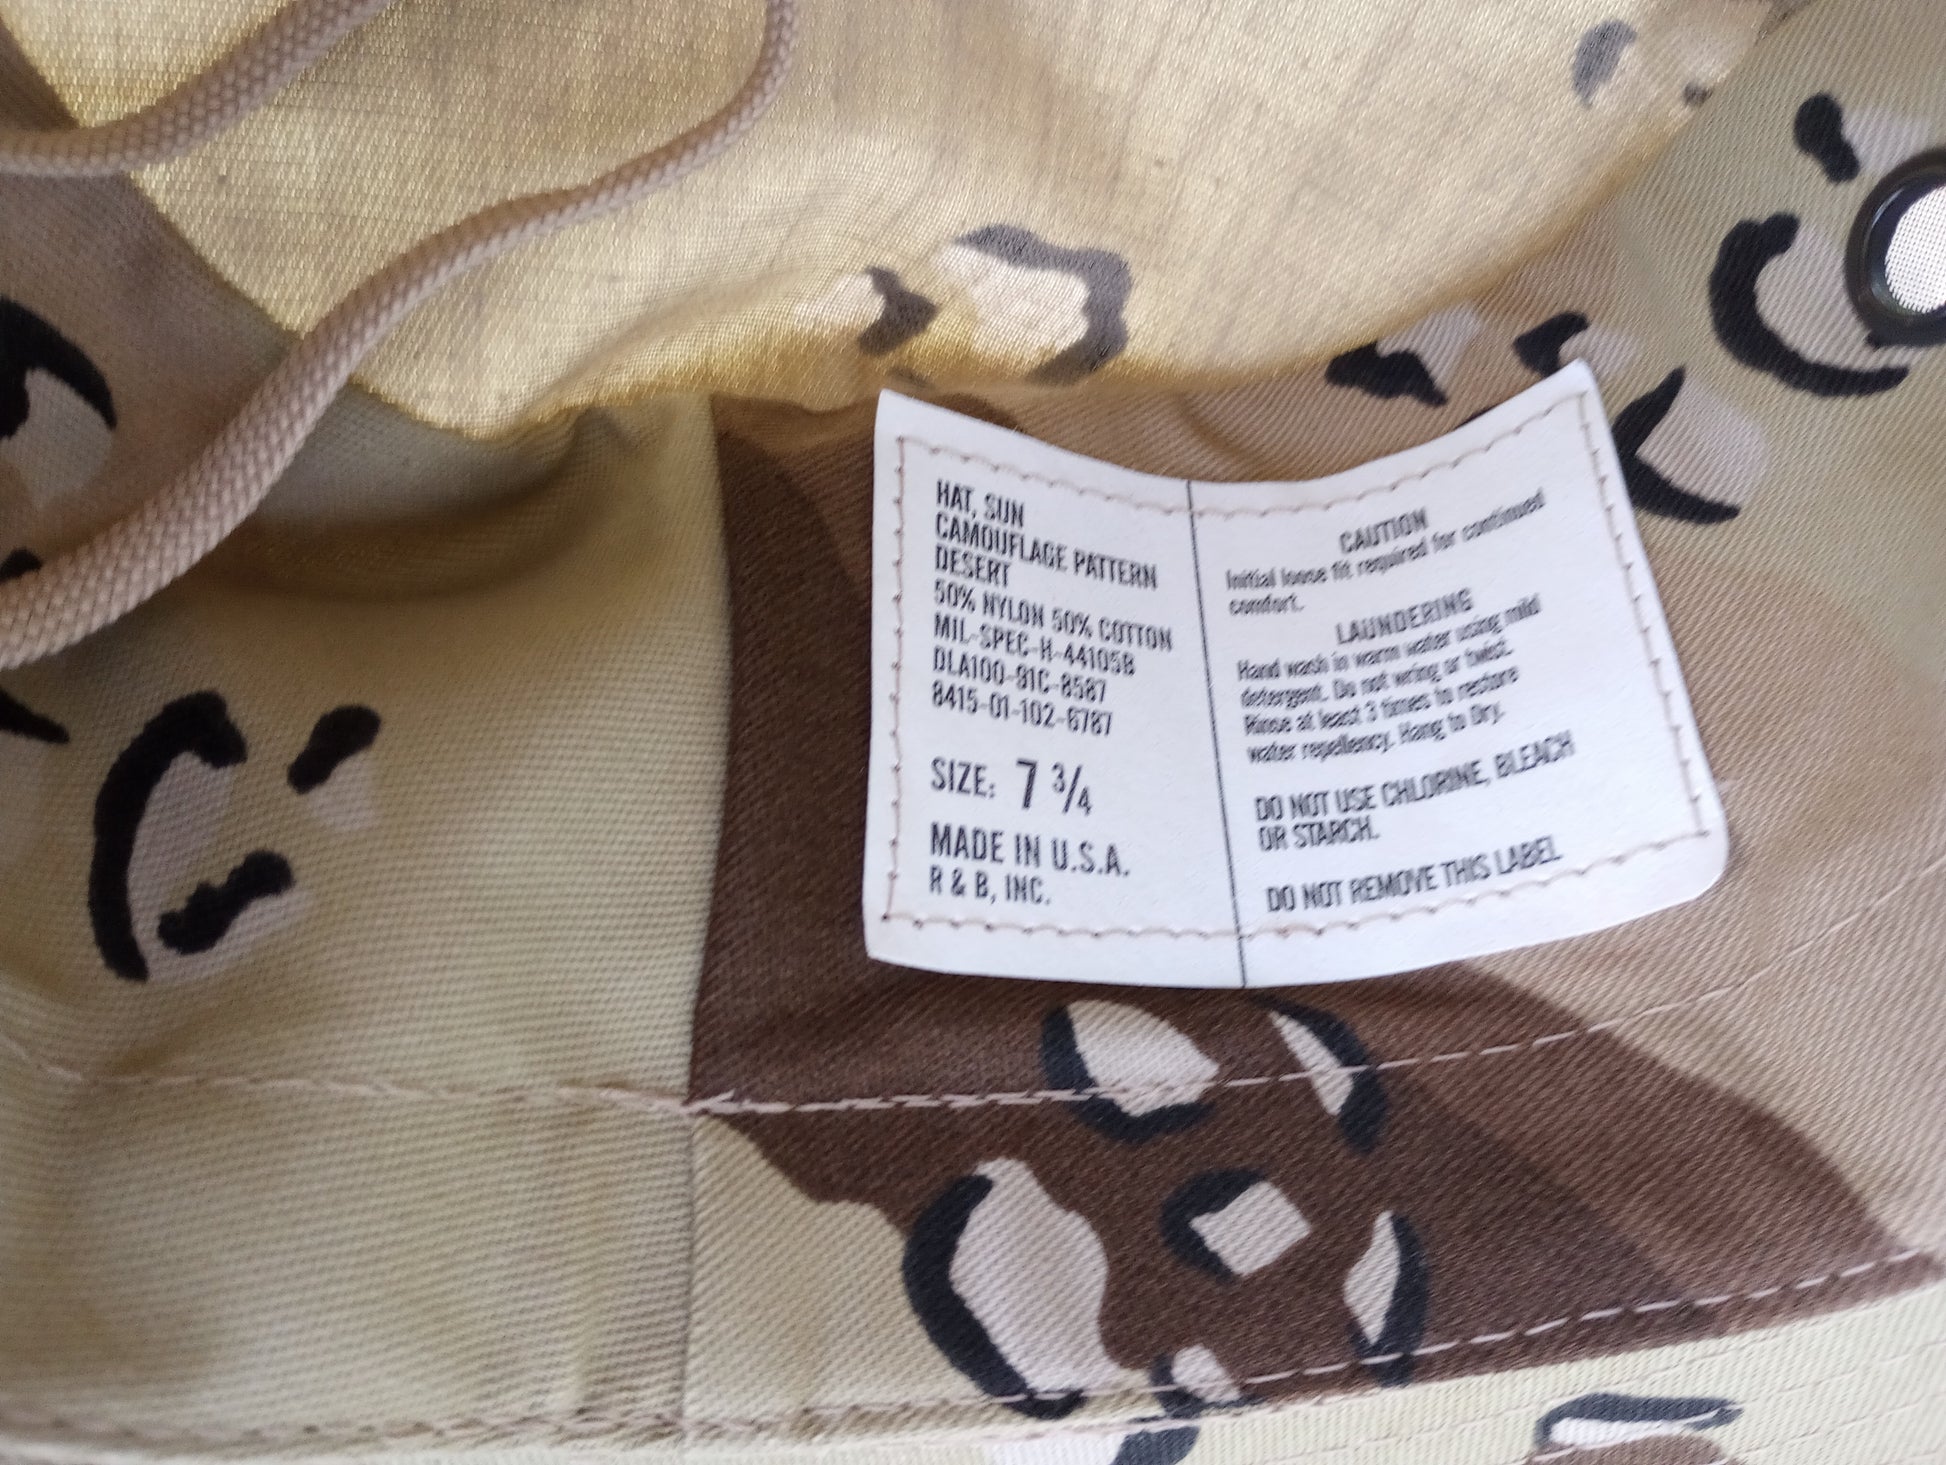 HAT, SUN
CAMOUFLAGE PATTERN
DESERT
50% NYLON 50% COTTON
MIL-SPEC-H-44105B
DLA100-91C-8587
8415-01-102-6787
SIZE: 7 3/4
MADE IN U.S.A.
R & B, INC.
CAUTION
Initial loose fit required for continued
comfort.
LAUNDERING
Hand wash in warm water using mild
detergent. Do not wring or twist.
Rinse at least 3 times to restore
water repellency. Hang to Dry.
DO NOT USE CHLORINE, BLEACH
OR STARCH.
DO NOT REMOVE THIS LABEL